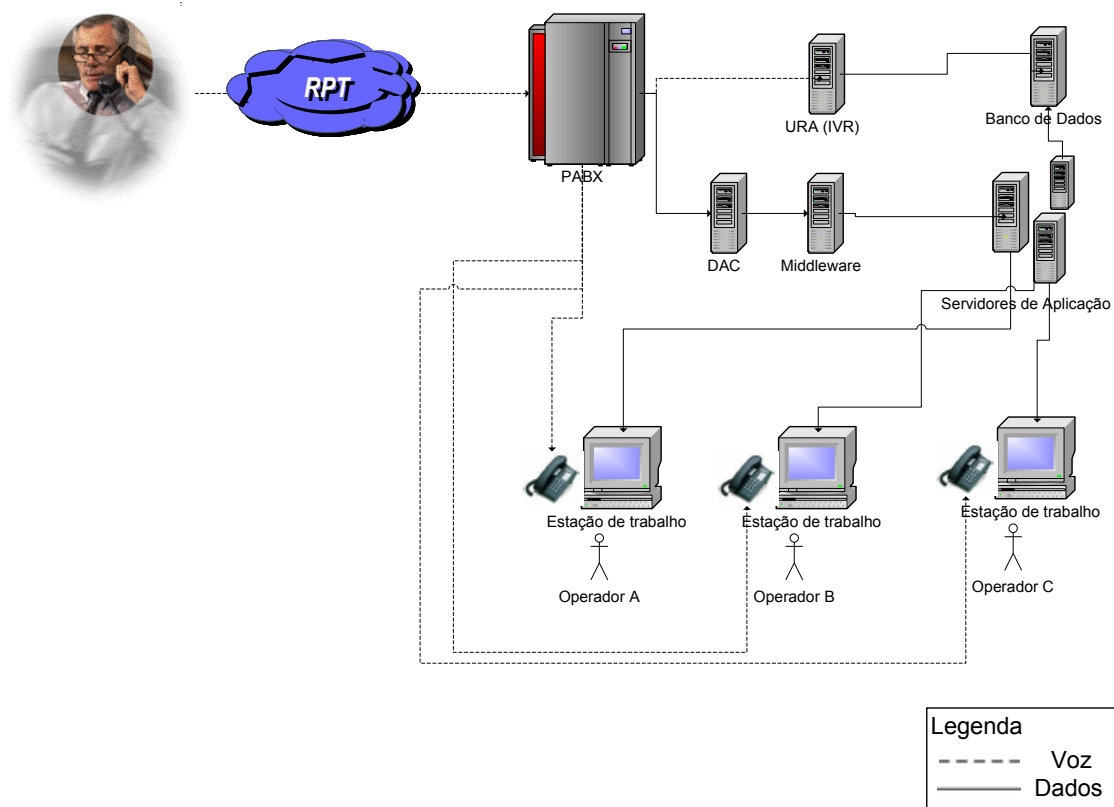 RPT
PABX
URA (IVR)
Banco de Dados
DAC
Middleware
Servidores de Aplicação
Estação de trabalho
Estação de trabalho
Estação de trabalho
Operador A
Operador B
Operador C
Legenda
Voz
Dados